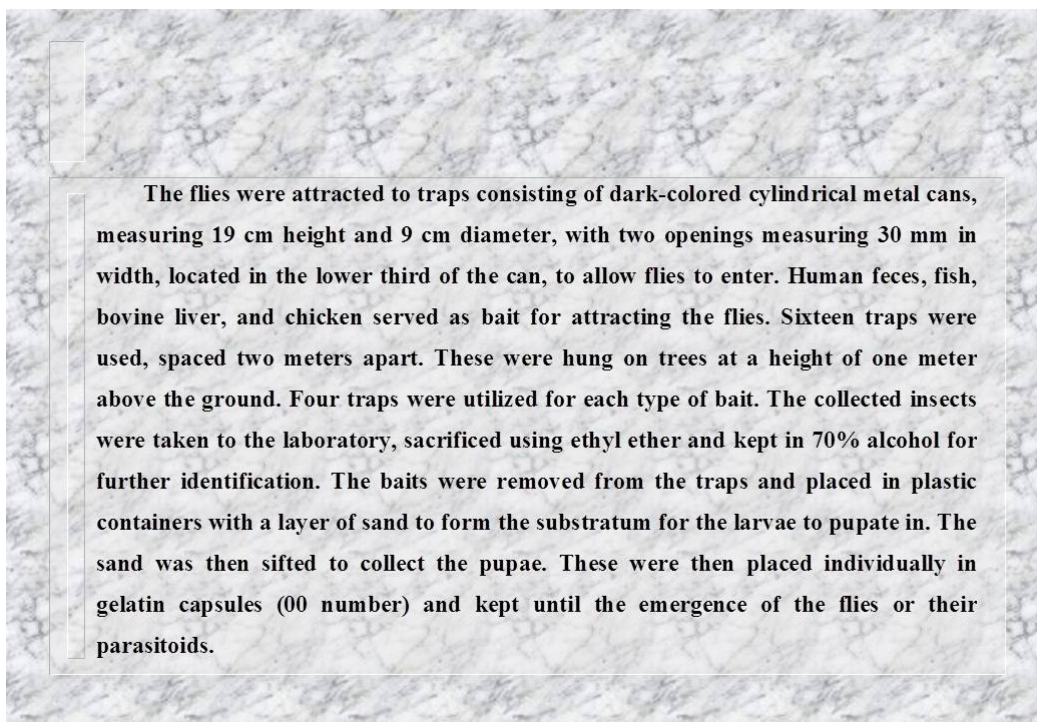 The flies were attracted to traps consisting of dark-colored cylindrical metal cans,
measuring 19 cm height and 9 cm diameter, with two openings measuring 30 mm in
width, located in the lower third of the can, to allow flies to enter. Human feces, fish,
bovine liver, and chicken served as bait for attracting the flies. Sixteen traps were
used, spaced two meters apart. These were hung on trees at a height of one meter
above the ground. Four traps were utilized for each type of bait. The collected insects
were taken to the laboratory, sacrificed using ethyl ether and kept in 70% alcohol for
further identification. The baits were removed from the traps and placed in plastic
containers with a layer of sand to form the substratum for the larvae to pupate in. The
sand was then sifted to collect the pupae. These were then placed individually in
gelatin capsules (00 number) and kept until the emergence of the flies or their
parasitoids.